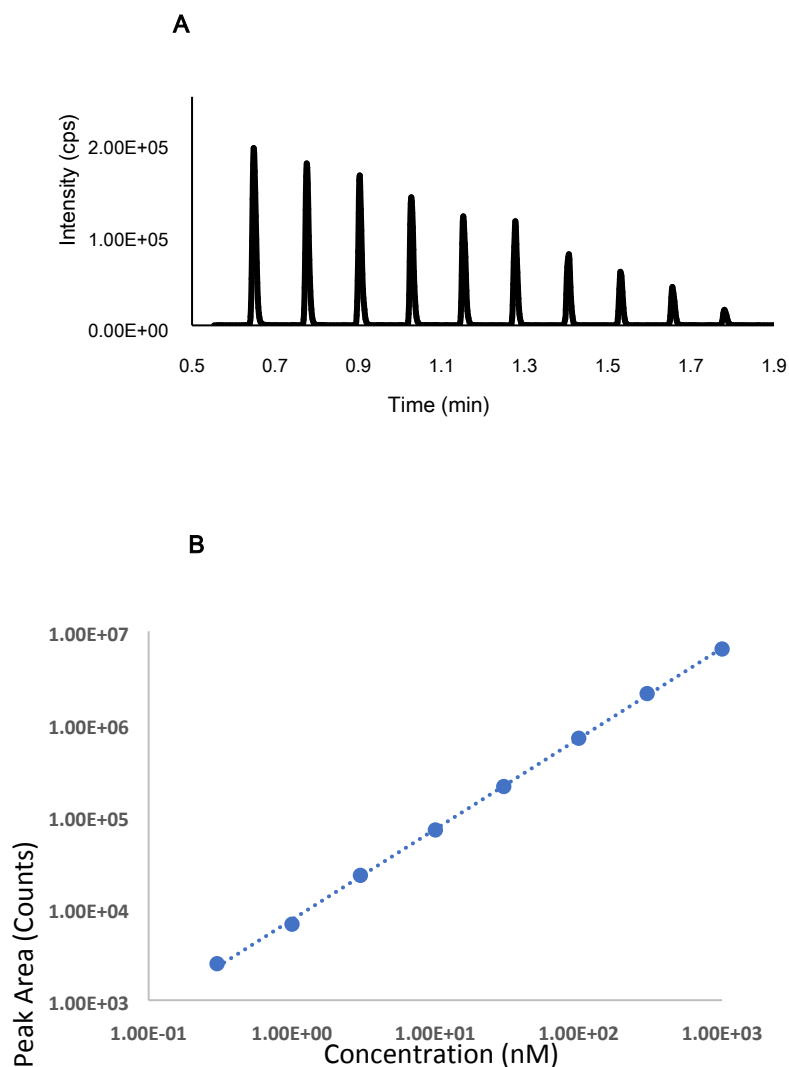 A
Intensity (cps)
2.00E+05
1.00E+05
0.00E+00
0.5 0.7 0.9 1.1 1.3 1.5 1.7 1.9
Time (min)
B
Peak Area (Counts)
1.00E+07
1.00E+06
1.00E+05
1.00E+04
1.00E+03
1.00E-01 1.00E+00 1.00E+01 1.00E+02 1.00E+03
Concentration (nM)